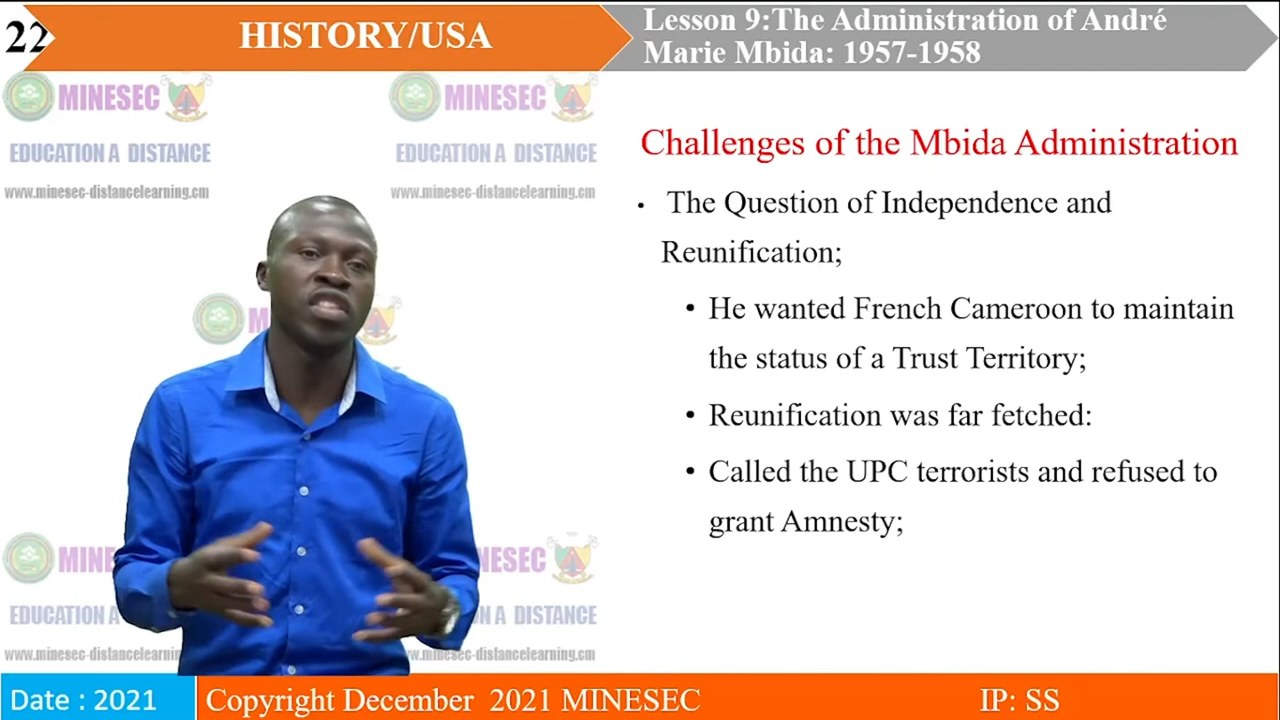 22
HISTORY/USA
Lesson 9:The Administration of André
Marie Mbida: 1957-1958
MINESEC
MINESEC
EDUCATION A DISTANCE
EDUCATION A DISTANCE
www.minesec-distancelearning.cm
www.minesec-distancelearning.cm
Challenges of the Mbida Administration
• The Question of Independence and
Reunification;
• He wanted French Cameroon to maintain
the status of a Trust Territory;
• Reunification was far fetched:
• Called the UPC terrorists and refused to
grant Amnesty;
Date : 2021
Copyright December 2021 MINESEC
IP: SS